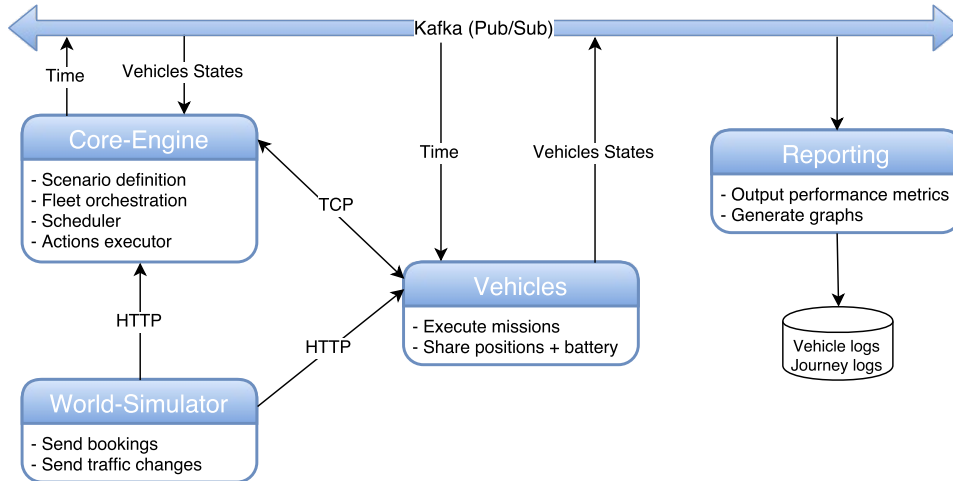 Kafka (Pub/Sub)
Time
Vehicles States
Core-Engine
- Scenario definition
- Fleet orchestration
- Scheduler
- Actions executor
TCP
Time
Vehicles States
Reporting
- Output performance metrics
- Generate graphs
HTTP
HTTP
Vehicles
- Execute missions
- Share positions + battery
Vehicle logs
Journey logs
World-Simulator
- Send bookings
- Send traffic changes